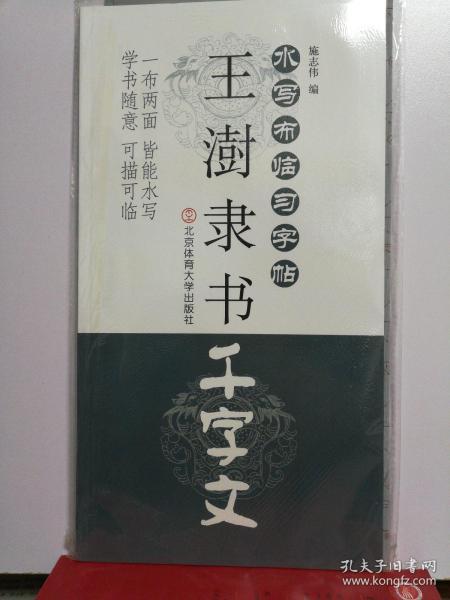 施志伟 编
水写布临习字帖
王澍隶书
千字文
北京体育大学出版社
一布两面 皆能水写
学书随意 可描可临
孔夫子旧书网
www.kongfz.com